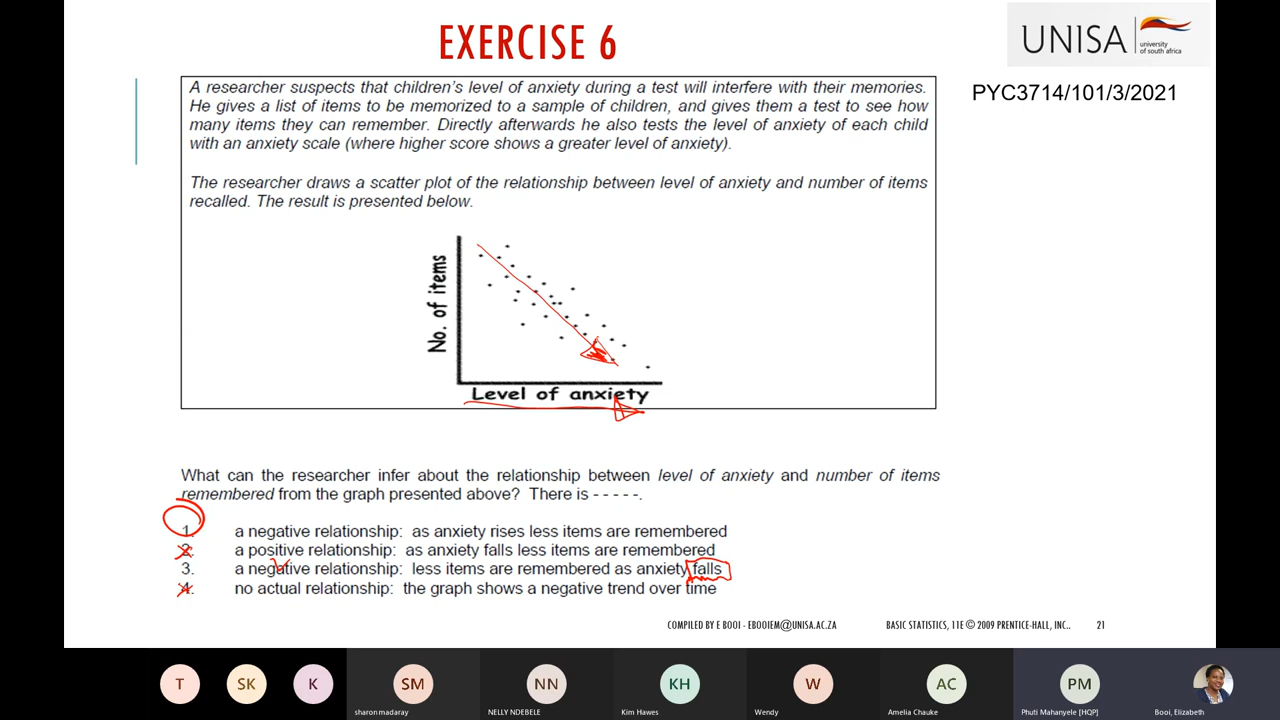 EXERCISE 6
UNISA
university
of south africa
PYC3714/101/3/2021
A researcher suspects that children's level of anxiety during a test will interfere with their memories.
He gives a list of items to be memorized to a sample of children, and gives them a test to see how
many items they can remember. Directly afterwards he also tests the level of anxiety of each child
with an anxiety scale (where higher score shows a greater level of anxiety).
The researcher draws a scatter plot of the relationship between level of anxiety and number of items
recalled. The result is presented below.
No. of items
Level of anxiety
What can the researcher infer about the relationship between level of anxiety and number of items
remembered from the graph presented above? There is - - - - -.
1. a negative relationship: as anxiety rises less items are remembered
2. a positive relationship: as anxiety falls less items are remembered
3. a negative relationship: less items are remembered as anxiety falls
4. no actual relationship: the graph shows a negative trend over time
COMPILED BY E BOOI - EBOOIEM@UNISA.AC.ZA
BASIC STATISTICS, 11E © 2009 PRENTICE-HALL, INC..
21
T
SK
K
SM
NN
KH
W
AC
PM
sharon madaray
NELLY NDEBELE
Kim Hawes
Wendy
Amelia Chauke
Phuti Mahanyele [HQP]
Booi, Elizabeth